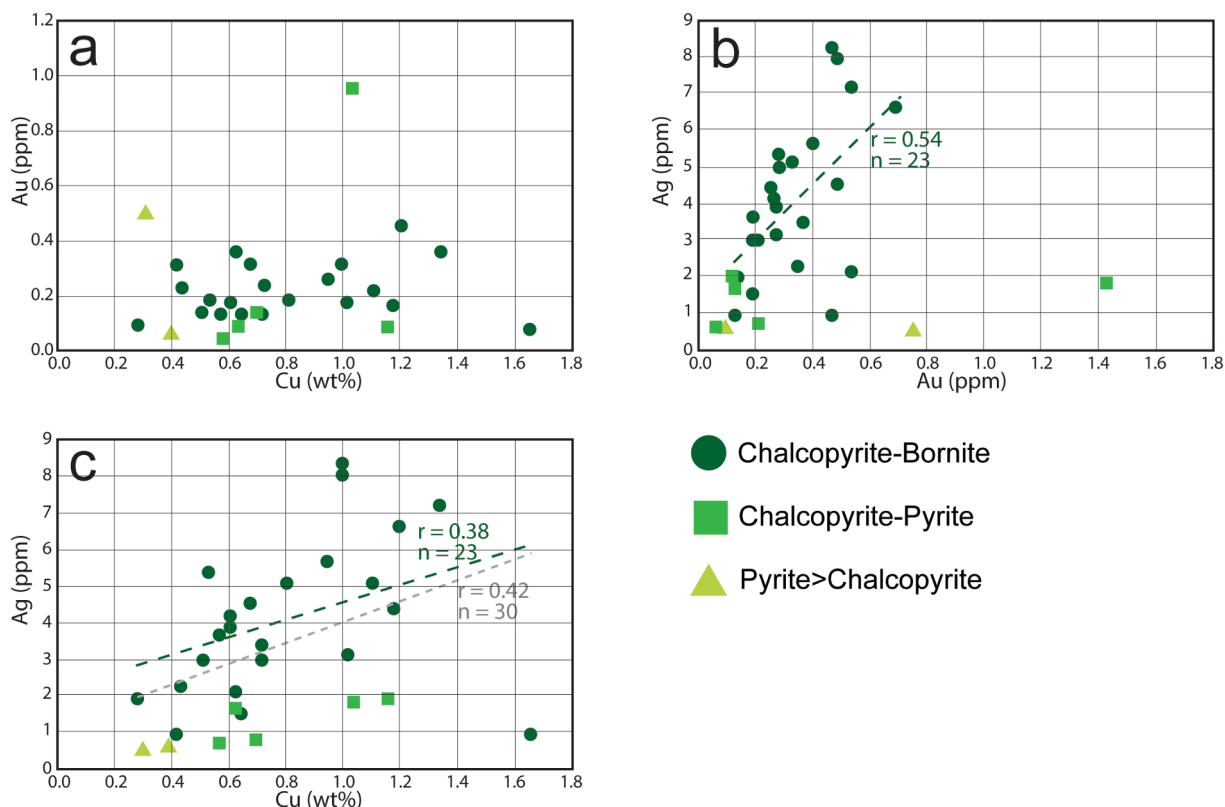 a
1.2
1.0
0.8
0.6
0.4
0.2
0.0
Au (ppm)
0.0 0.2 0.4 0.6 0.8 1.0 1.2 1.4 1.6 1.8
Cu (wt%)
b
9
8
7
6
5
4
3
2
1
0
Ag (ppm)
r = 0.54
n = 23
0.0 0.2 0.4 0.6 0.8 1.0 1.2 1.4 1.6 1.8
Au (ppm)
c
9
8
7
6
5
4
3
2
1
0
Ag (ppm)
r = 0.38
n = 23
r = 0.42
n = 30
0.0 0.2 0.4 0.6 0.8 1.0 1.2 1.4 1.6 1.8
Cu (wt%)
Chalcopyrite-Bornite
Chalcopyrite-Pyrite
Pyrite>Chalcopyrite